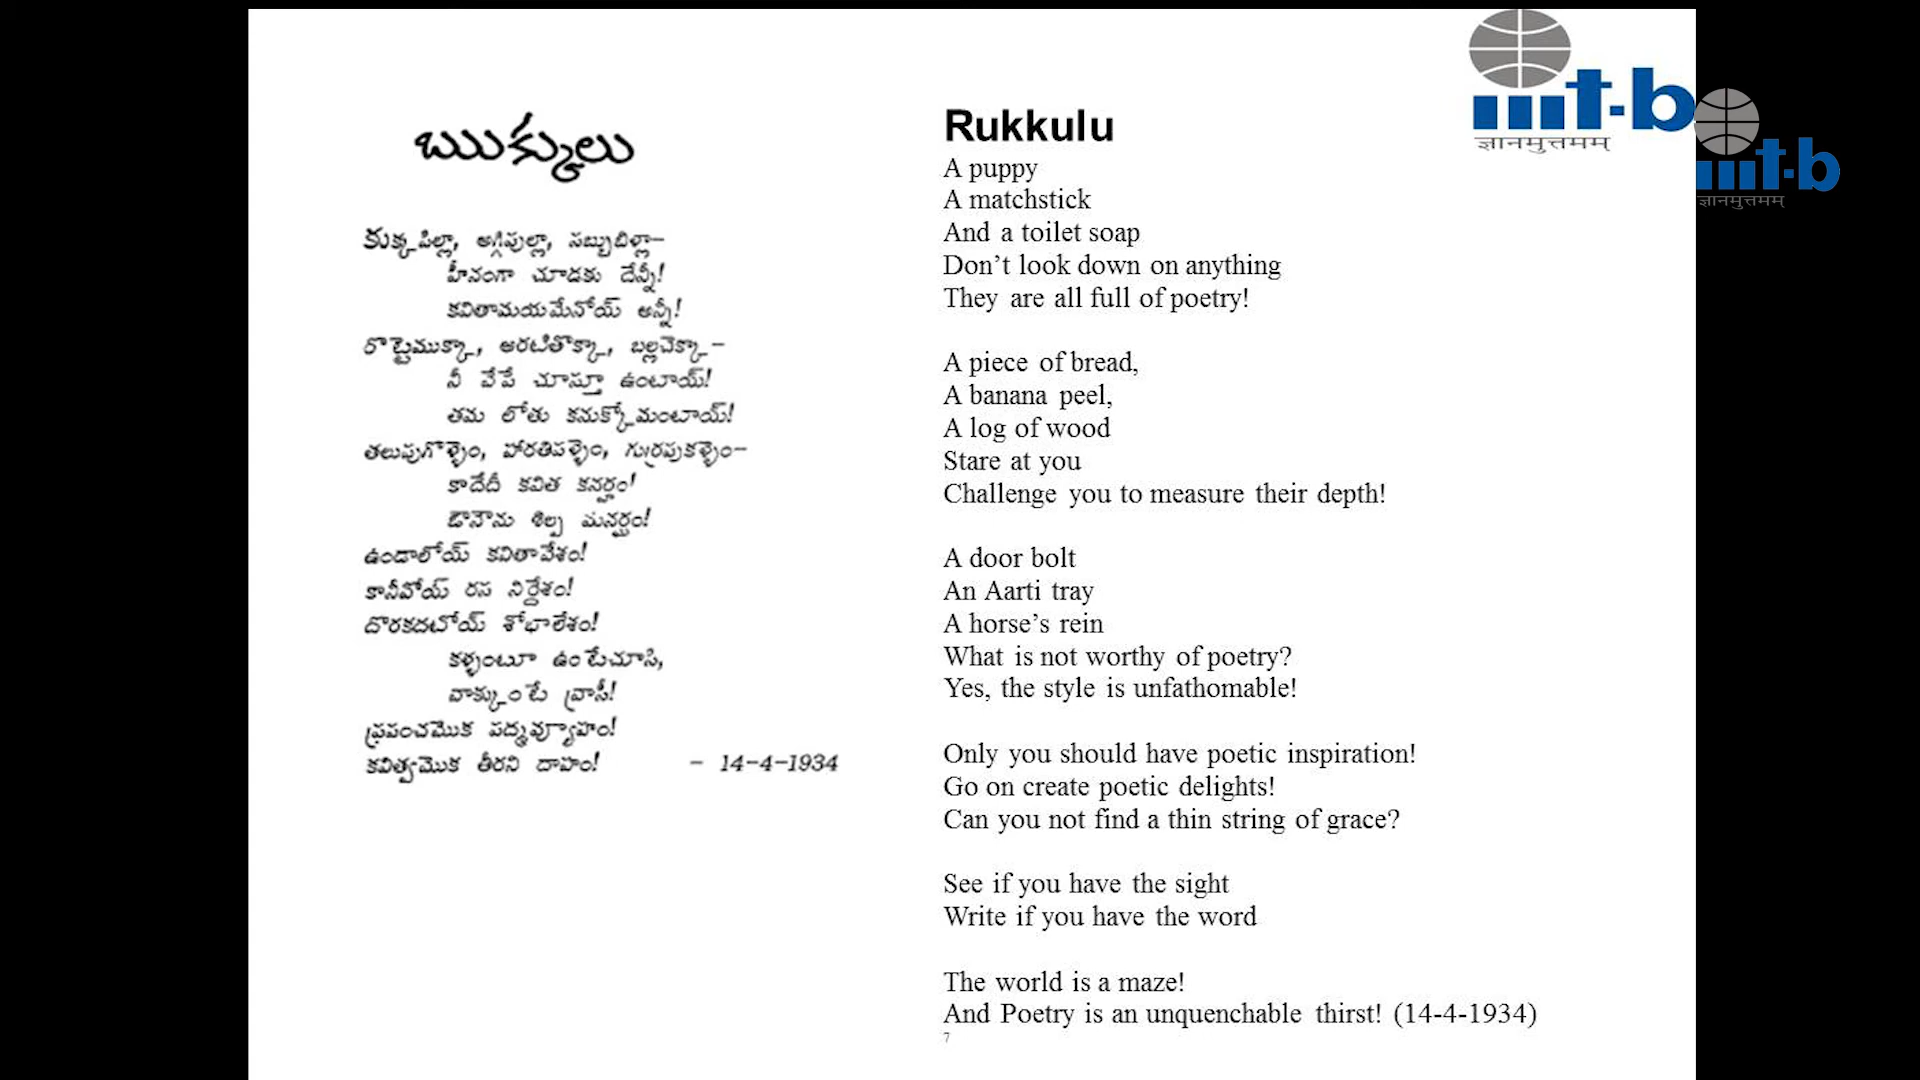 ఋక్కులు
కుక్కపిల్లా, అగ్గిపుల్లా, సబ్బుబిళ్లా-
హీనంగా చూడకు దేన్నీ!
కవితామయమేనోయ్ అన్నీ!
రొట్టెముక్కా, అరటితొక్కా, బల్లచెక్కా-
నీ వేపే చూస్తూ ఉంటాయ్!
తమ లోతు కనుక్కోమంటాయ్!
తలుపుగొళ్ళెం, హారతిపళ్ళెం, గుర్రపుకళ్ళెం-
కాదేదీ కవిత కనర్హం!
ఔనౌను శిల్ప మనర్ఘం!
ఉండాలోయ్ కవితావేశం!
కానీవోయ్ రస నిర్దేశం!
దొరకదటోయ్ శోభాలేశం!
కళ్ళంటూ ఉంటేచూసి,
వాక్కుంటే వ్రాసీ!
ప్రపంచమొక పద్మవ్యూహం!
కవిత్వమొక తీరని దాహం! - 14-4-1934
Rukkulu
A puppy
A matchstick
And a toilet soap
Don’t look down on anything
They are all full of poetry!
A piece of bread,
A banana peel,
A log of wood
Stare at you
Challenge you to measure their depth!
A door bolt
An Aarti tray
A horse’s rein
What is not worthy of poetry?
Yes, the style is unfathomable!
Only you should have poetic inspiration!
Go on create poetic delights!
Can you not find a thin string of grace?
See if you have the sight
Write if you have the word
The world is a maze!
And Poetry is an unquenchable thirst! (14-4-1934)
7
iiit-b
ज्ञानमुत्तमम्
iiit-b
ज्ञानमुत्तमम्